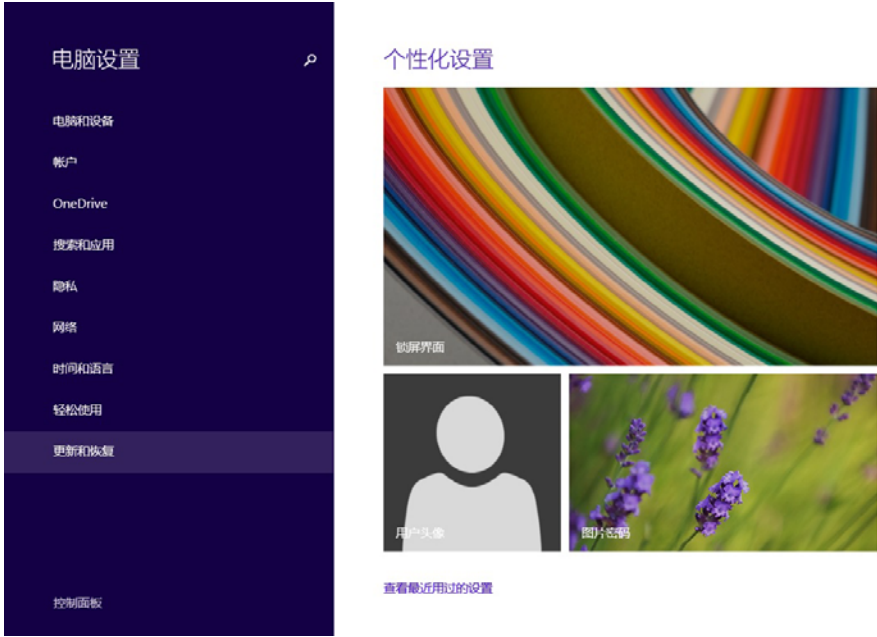 电脑设置
电脑和设备
帐户
OneDrive
搜索和应用
隐私
网络
时间和语言
轻松使用
更新和恢复
控制面板
个性化设置
锁屏界面
用户头像
图片密码
查看最近用过的设置